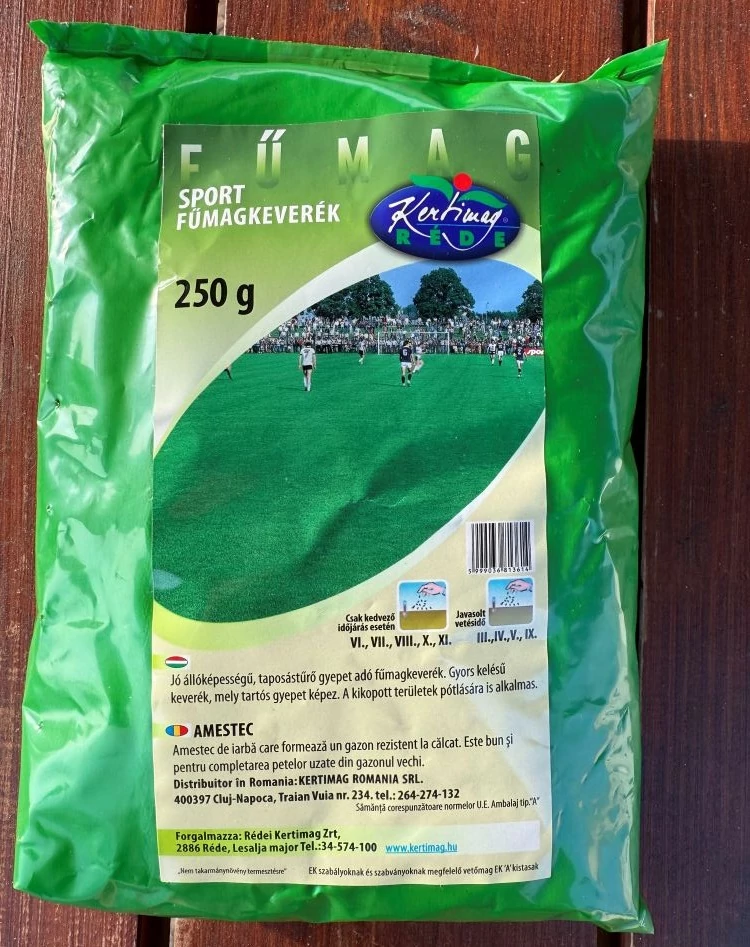 FŰMAG
SPORT
FŰMAGKEVERÉK
Kertimag®
RÉDE
250 g
5 999036 813614
Csak kedvező
időjárás esetén
VI., VII., VIII., X., XI.
Javasolt
vetésidő
III.,IV.,V., IX.
Jó állóképességű, taposástűrő gyepet adó fűmagkeverék. Gyors kelésű
keverék, mely tartós gyepet képez. A kikopott területek pótlására is alkalmas.
AMESTEC
Amestec de iarbă care formează un gazon rezistent la călcat. Este bun şi
pentru completarea petelor uzate din gazonul vechi.
Distribuitor în Romania: KERTIMAG ROMANIA SRL.
400397 Cluj-Napoca, Traian Vuia nr. 234. tel.: 264-274-132
Sămânţă corespunzătoare normelor U.E. Ambalaj tip."A"
Forgalmazza: Rédei Kertimag Zrt,
2886 Réde, Lesalja major Tel.:34-574-100 www.kertimag.hu
„Nem takarmánynövény termesztésre" EK szabályoknak és szabványoknak megfelelő vetőmag EK 'A' kistasak